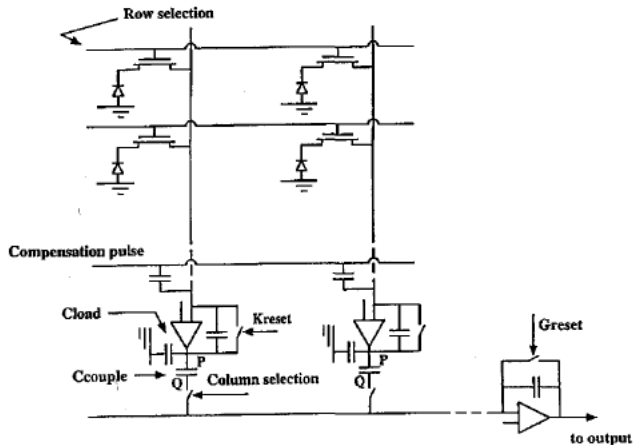 Row selection
Compensation pulse
Cload
Kreset
P
P
Greset
Ccouple
Q
Q
Column selection
to output